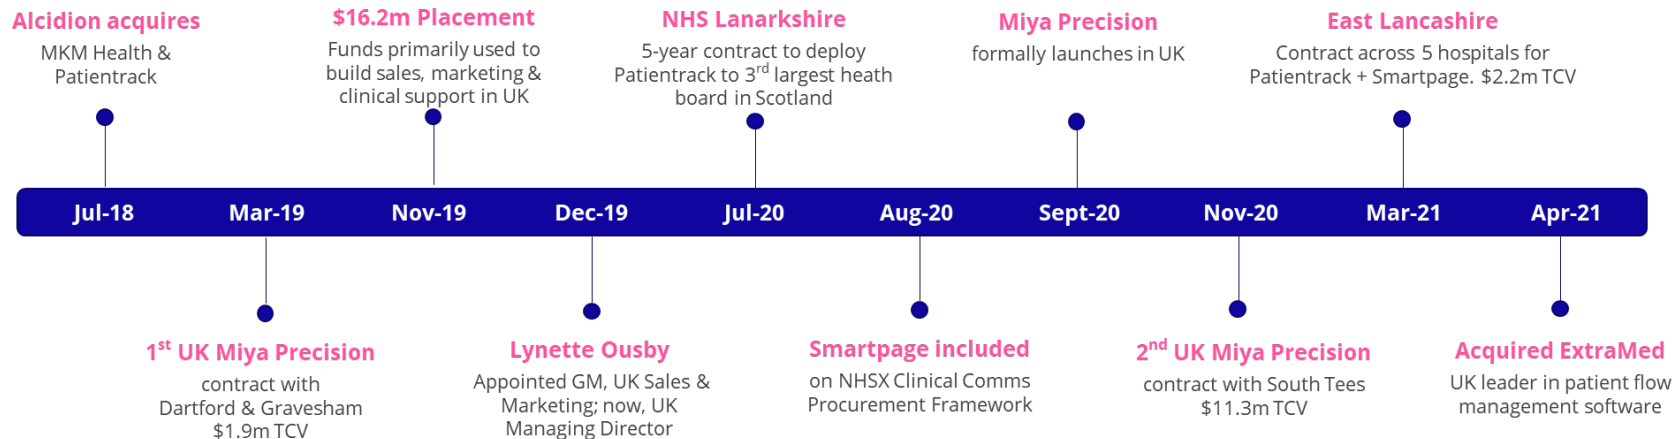 Alcidion acquires
MKM Health &
Patientrack
$16.2m Placement
Funds primarily used to
build sales, marketing &
clinical support in UK
NHS Lanarkshire
5-year contract to deploy
Patientrack to 3rd largest heath
board in Scotland
Miya Precision
formally launches in UK
East Lancashire
Contract across 5 hospitals for
Patientrack + Smartpage. $2.2m TCV
Jul-18 Mar-19 Nov-19 Dec-19 Jul-20 Aug-20 Sept-20 Nov-20 Mar-21 Apr-21
1st UK Miya Precision
contract with
Dartford & Gravesham
$1.9m TCV
Lynette Ousby
Appointed GM, UK Sales &
Marketing; now, UK
Managing Director
Smartpage included
on NHSX Clinical Comms
Procurement Framework
2nd UK Miya Precision
contract with South Tees
$11.3m TCV
Acquired ExtraMed
UK leader in patient flow
management software